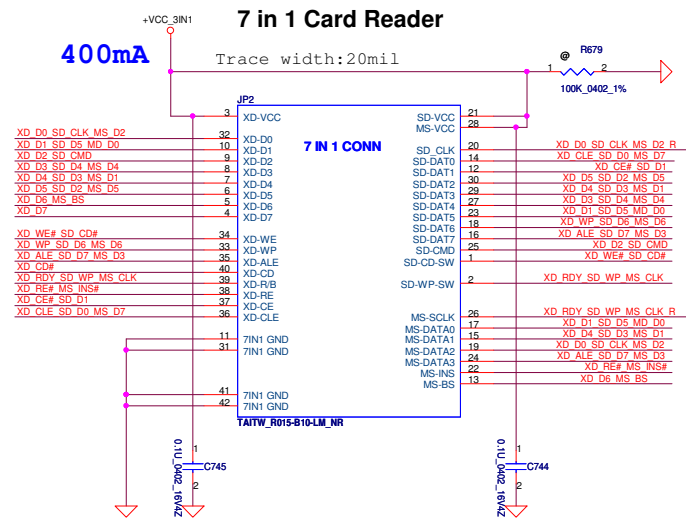 7 in 1 Card Reader
+VCC_3IN1
400mA
Trace width:20mil
@
R679
1
2
100K_0402_1%
JP2
7 IN 1 CONN
3 XD-VCC
XD_D0_SD_CLK_MS_D2 32 XD-D0
XD_D1_SD_D5_MD_D0 10 XD-D1
XD_D2_SD_CMD 9 XD-D2
XD_D3_SD_D4_MS_D4 8 XD-D3
XD_D4_SD_D3_MS_D1 7 XD-D4
XD_D5_SD_D2_MS_D5 6 XD-D5
XD_D6_MS_BS 5 XD-D6
XD_D7 4 XD-D7
XD_WE#_SD_CD# 34 XD-WE
XD_WP_SD_D6_MS_D6 33 XD-WP
XD_ALE_SD_D7_MS_D3 35 XD-ALE
XD_CD# 40 XD-CD
XD_RDY_SD_WP_MS_CLK 39 XD-R/B
XD_RE#_MS_INS# 38 XD-RE
XD_CE#_SD_D1 37 XD-CE
XD_CLE_SD_D0_MS_D7 36 XD-CLE
11 7IN1 GND
31 7IN1 GND
41 7IN1 GND
42 7IN1 GND
SD-VCC 21
MS-VCC 28
SD_CLK 20 XD_D0_SD_CLK_MS_D2_R
SD-DAT0 14 XD_CLE_SD_D0_MS_D7
SD-DAT1 12 XD_CE#_SD_D1
SD-DAT2 30 XD_D5_SD_D2_MS_D5
SD-DAT3 29 XD_D4_SD_D3_MS_D1
SD-DAT4 27 XD_D3_SD_D4_MS_D4
SD-DAT5 23 XD_D1_SD_D5_MD_D0
SD-DAT6 18 XD_WP_SD_D6_MS_D6
SD-DAT7 16 XD_ALE_SD_D7_MS_D3
SD-CMD 25 XD_D2_SD_CMD
SD-CD-SW 1 XD_WE#_SD_CD#
SD-WP-SW 2 XD_RDY_SD_WP_MS_CLK
MS-SCLK 26 XD_RDY_SD_WP_MS_CLK_R
MS-DATA0 17 XD_D1_SD_D5_MD_D0
MS-DATA1 15 XD_D4_SD_D3_MS_D1
MS-DATA2 19 XD_D0_SD_CLK_MS_D2
MS-DATA3 24 XD_ALE_SD_D7_MS_D3
MS-INS 22 XD_RE#_MS_INS#
MS-BS 13 XD_D6_MS_BS
TAITW_R015-B10-LM_NR
0.1U_0402_16V4Z
1
C745
2
0.1U_0402_16V4Z
1
C744
2